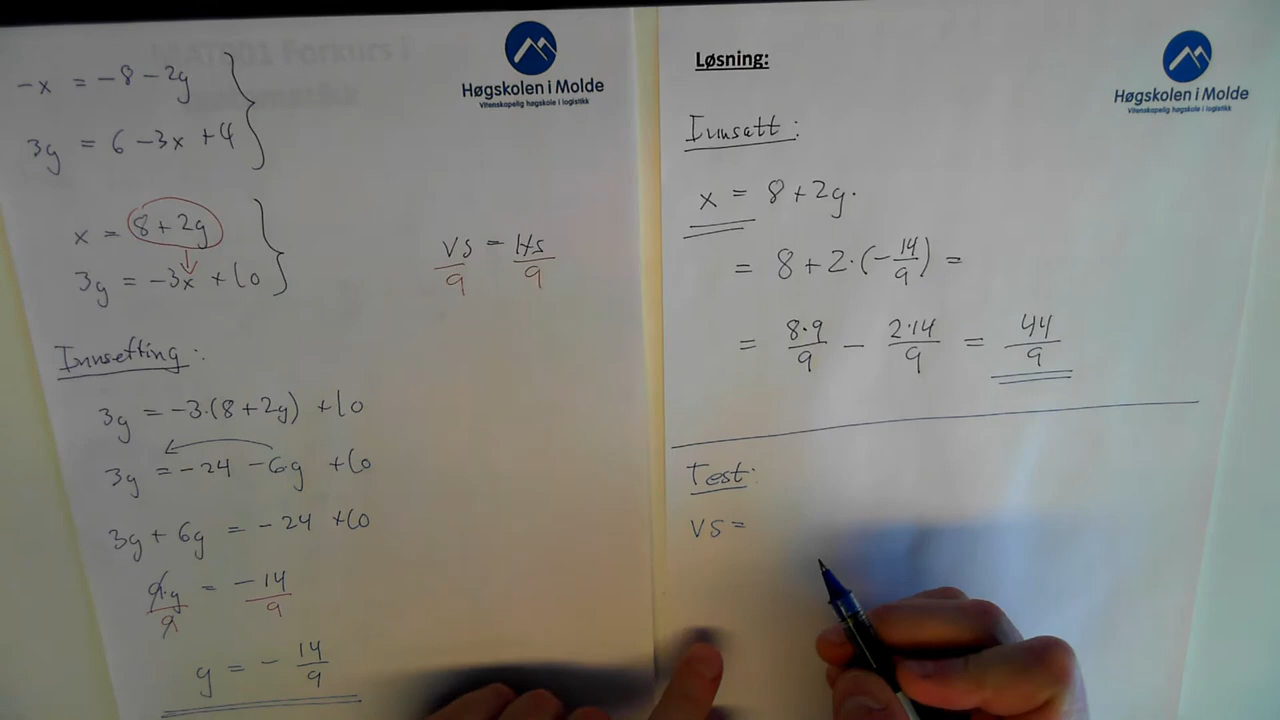 -x = -8 - 2y
3y = 6 - 3x + 4
x = 8 + 2y
3y = -3x + 10
VS/9 = HS/9
Innsetting:
3y = -3·(8 + 2y) + 10
3y = -24 - 6y + 10
3y + 6y = -24 + 10
9·y/9 = -14/9
y = -14/9
Høgskolen i Molde
Vitenskapelig høgskole i logistikk
Løsning:
Høgskolen i Molde
Vitenskapelig høgskole i logistikk
Innsatt:
x = 8 + 2y.
= 8 + 2·(-14/9) =
= 8·9/9 - 2·14/9 = 44/9
Test:
VS =